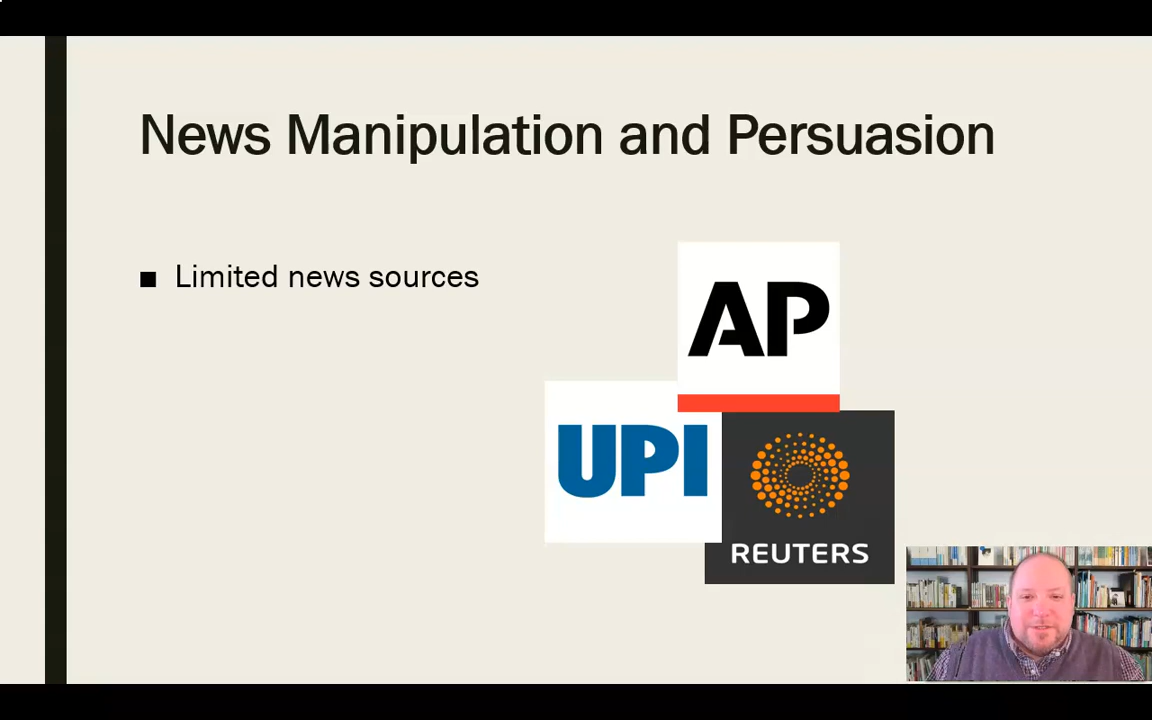 News Manipulation and Persuasion
Limited news sources
AP
UPI
REUTERS